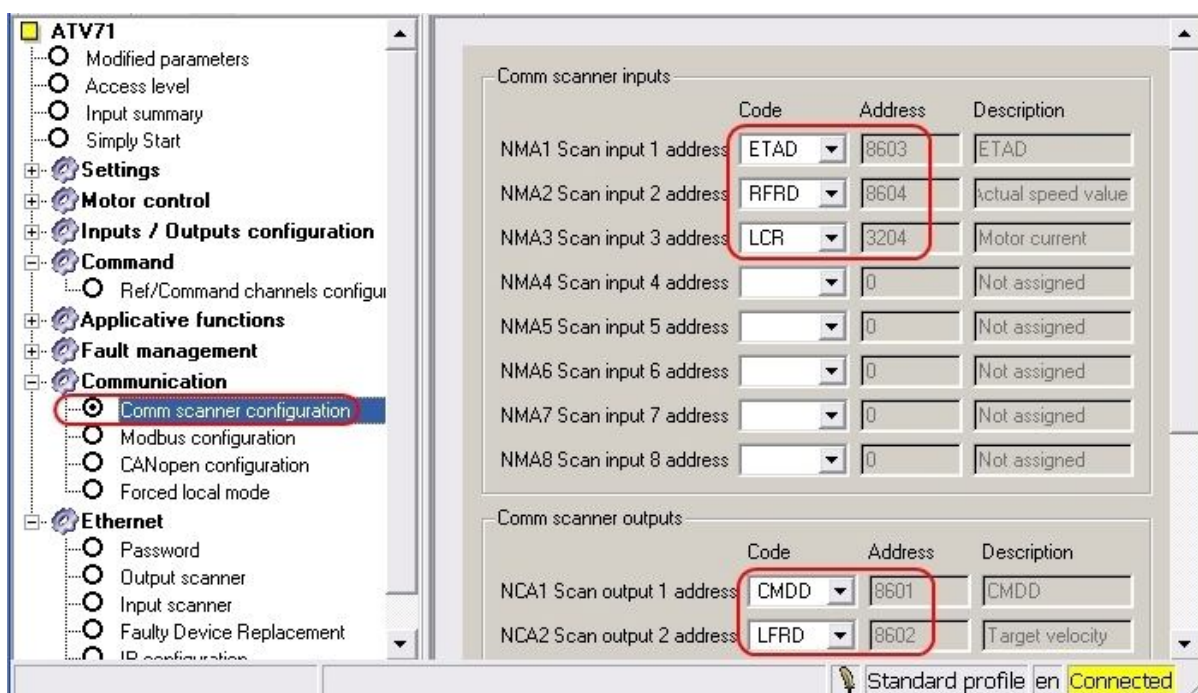 ATV71
Modified parameters
Access level
Input summary
Simply Start
Settings
Motor control
Inputs / Outputs configuration
Command
Ref/Command channels configur
Applicative functions
Fault management
Communication
Comm scanner configuration
Modbus configuration
CANopen configuration
Forced local mode
Ethernet
Password
Output scanner
Input scanner
Faulty Device Replacement
IP configuration
Comm scanner inputs
Code Address Description
NMA1 Scan input 1 address ETAD 8603 ETAD
NMA2 Scan input 2 address RFRD 8604 Actual speed value
NMA3 Scan input 3 address LCR 3204 Motor current
NMA4 Scan input 4 address 0 Not assigned
NMA5 Scan input 5 address 0 Not assigned
NMA6 Scan input 6 address 0 Not assigned
NMA7 Scan input 7 address 0 Not assigned
NMA8 Scan input 8 address 0 Not assigned
Comm scanner outputs
Code Address Description
NCA1 Scan output 1 address CMDD 8601 CMDD
NCA2 Scan output 2 address LFRD 8602 Target velocity
Standard profile en Connected